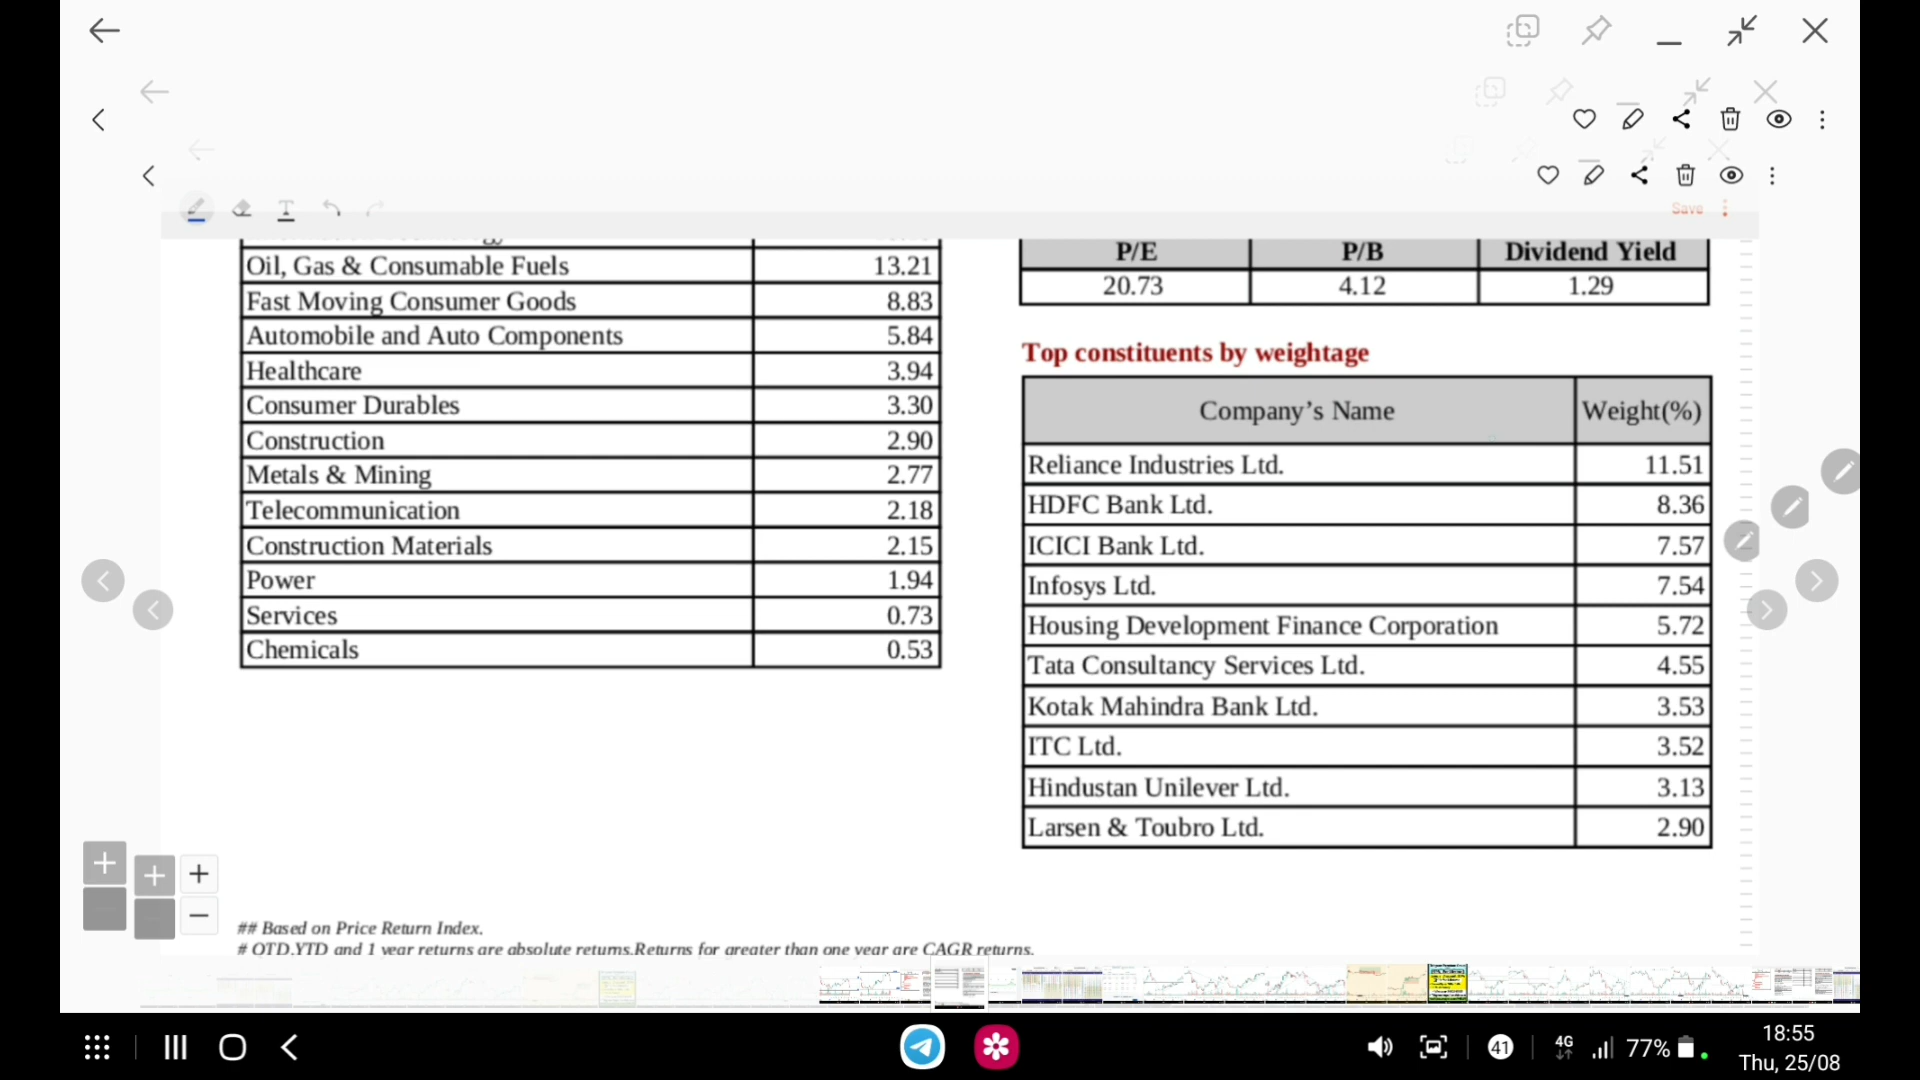 Save
Oil, Gas & Consumable Fuels 13.21
Fast Moving Consumer Goods 8.83
Automobile and Auto Components 5.84
Healthcare 3.94
Consumer Durables 3.30
Construction 2.90
Metals & Mining 2.77
Telecommunication 2.18
Construction Materials 2.15
Power 1.94
Services 0.73
Chemicals 0.53
P/E P/B Dividend Yield
20.73 4.12 1.29
Top constituents by weightage
Company’s Name Weight(%)
Reliance Industries Ltd. 11.51
HDFC Bank Ltd. 8.36
ICICI Bank Ltd. 7.57
Infosys Ltd. 7.54
Housing Development Finance Corporation 5.72
Tata Consultancy Services Ltd. 4.55
Kotak Mahindra Bank Ltd. 3.53
ITC Ltd. 3.52
Hindustan Unilever Ltd. 3.13
Larsen & Toubro Ltd. 2.90
## Based on Price Return Index.
# QTD,YTD and 1 year returns are absolute returns.Returns for greater than one year are CAGR returns.
41 4G 77% 18:55
Thu, 25/08